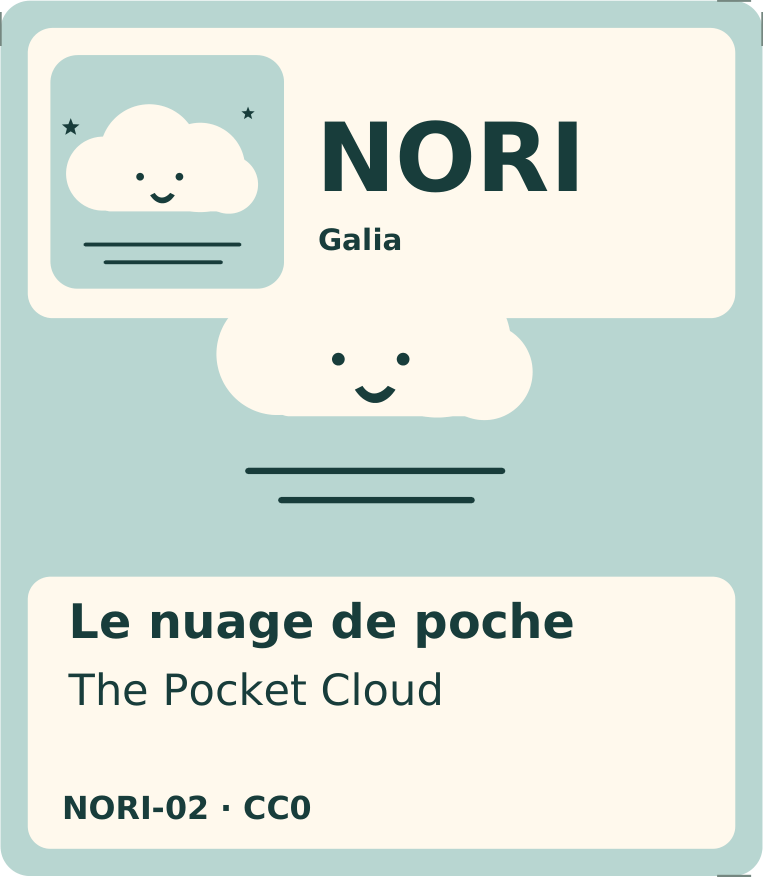 NORI
Galia
Le nuage de poche
The Pocket Cloud
NORI-02 · CC0